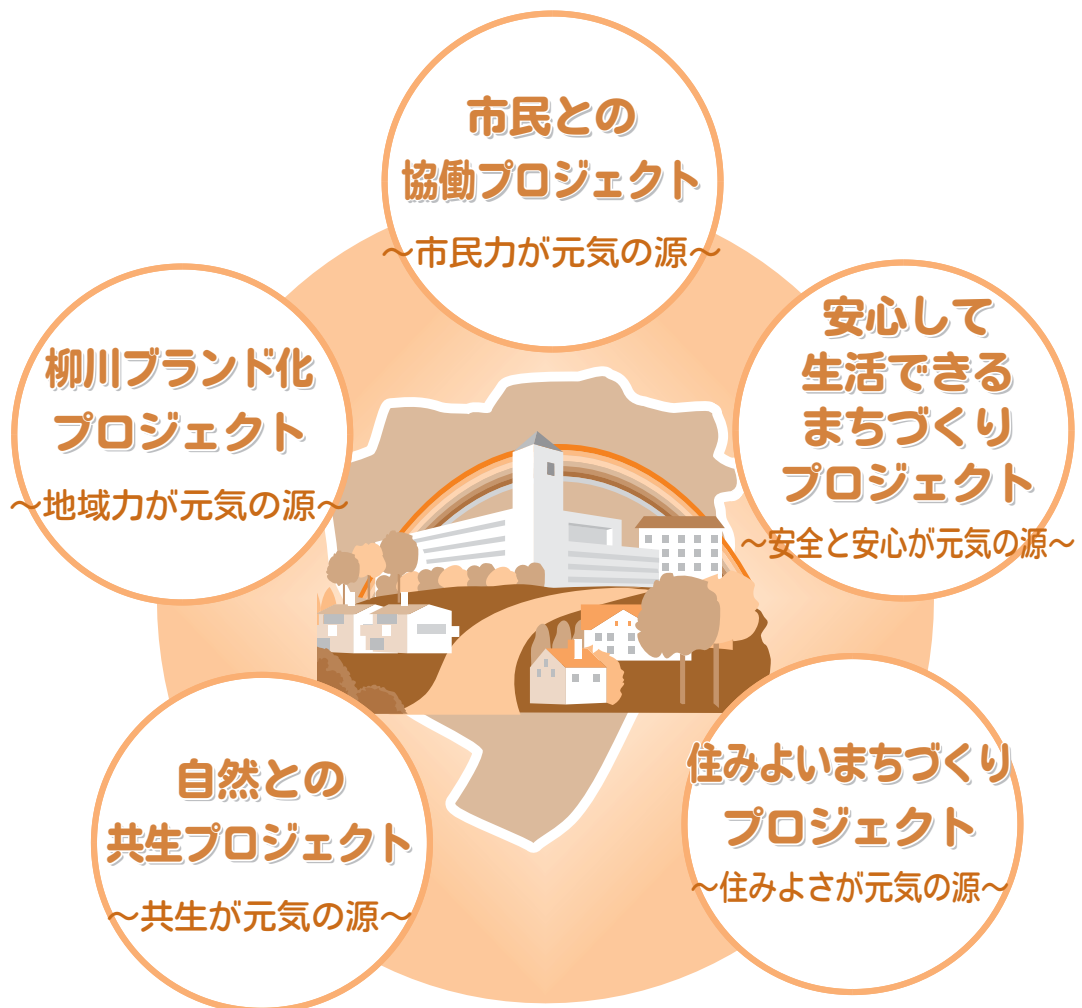 市民との
協働プロジェクト
～市民力が元気の源～
柳川ブランド化
プロジェクト
～地域力が元気の源～
安心して
生活できる
まちづくり
プロジェクト
～安全と安心が元気の源～
自然との
共生プロジェクト
～共生が元気の源～
住みよいまちづくり
プロジェクト
～住みよさが元気の源～